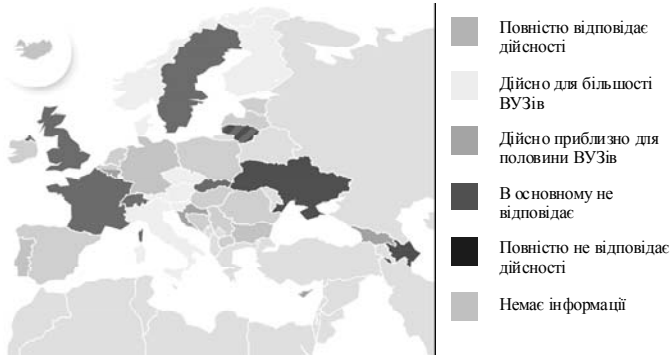 Повністю відповідає
дійсності
Дійсно для більшості
ВУЗів
Дійсно приблизно для
половини ВУЗів
В основному не
відповідає
Повністю не відповідає
дійсності
Немає інформації